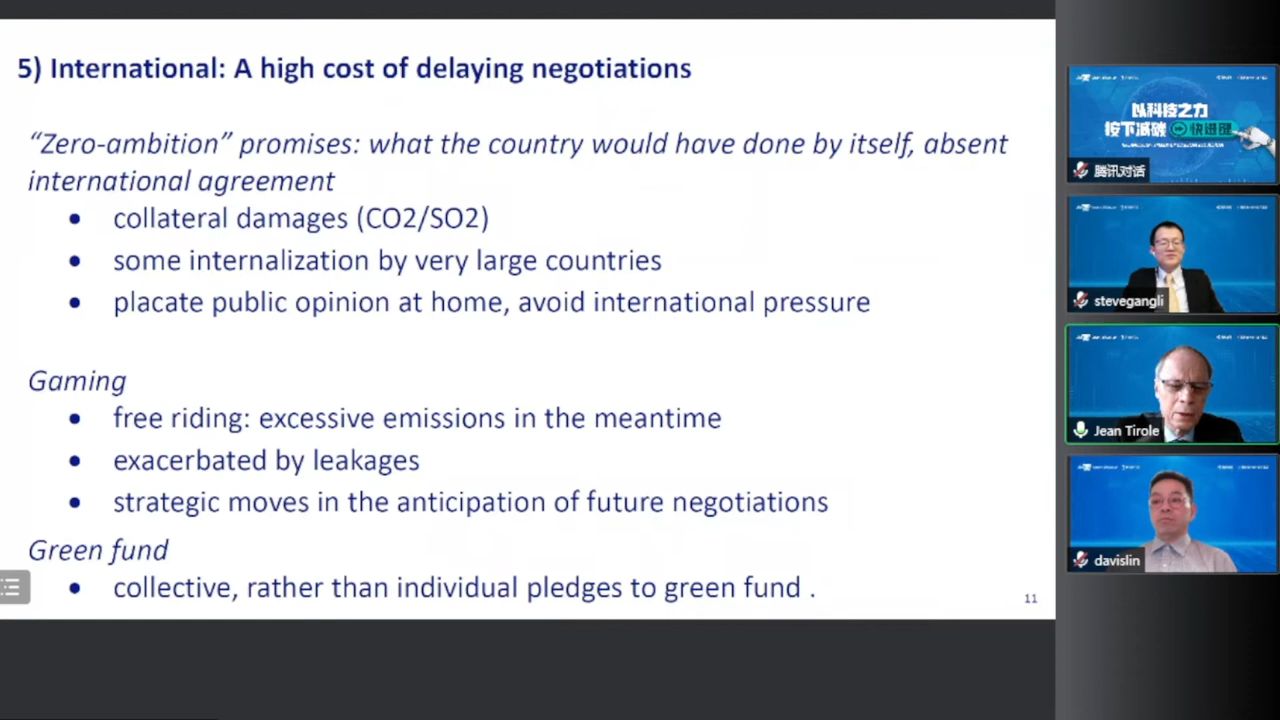 5) International: A high cost of delaying negotiations
“Zero-ambition” promises: what the country would have done by itself, absent
international agreement
• collateral damages (CO2/SO2)
• some internalization by very large countries
• placate public opinion at home, avoid international pressure
Gaming
• free riding: excessive emissions in the meantime
• exacerbated by leakages
• strategic moves in the anticipation of future negotiations
Green fund
• collective, rather than individual pledges to green fund .
11
以科技之力
按下减碳 快进键
腾讯对话
stevegangli
Jean Tirole
davislin